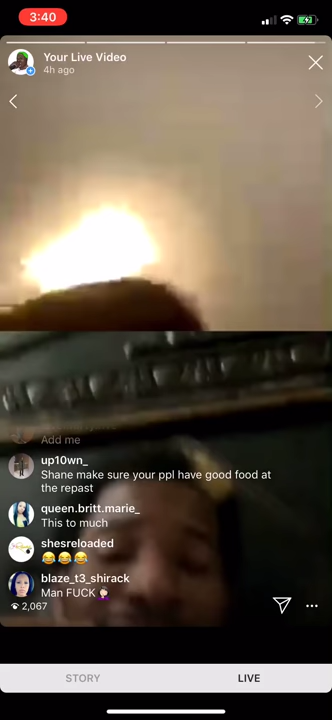 3:40
Your Live Video
4h ago
Add me
up10wn_
Shane make sure your ppl have good food at
the repast
queen.britt.marie_
This to much
shesreloaded
😂😂😂
blaze_t3_shirack
Man FUCK🤦🏻‍♀️
2,067
STORY
LIVE